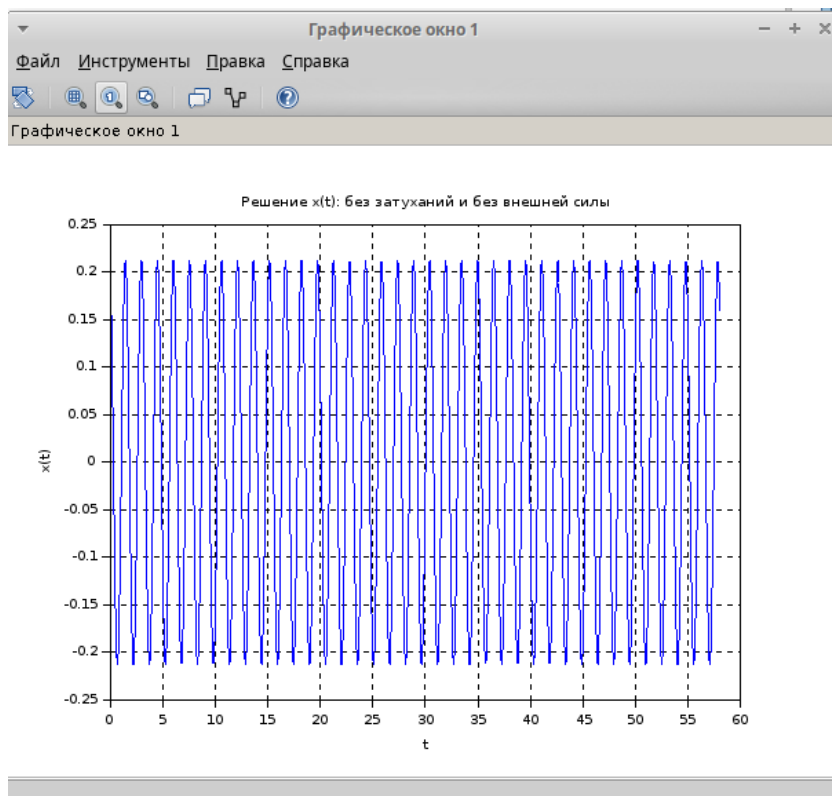 Графическое окно 1
Файл Инструменты Правка Справка
Графическое окно 1
Решение x(t): без затуханий и без внешней силы
0.25
0.2
0.15
0.1
0.05
0
-0.05
-0.1
-0.15
-0.2
-0.25
x(t)
0 5 10 15 20 25 30 35 40 45 50 55 60
t